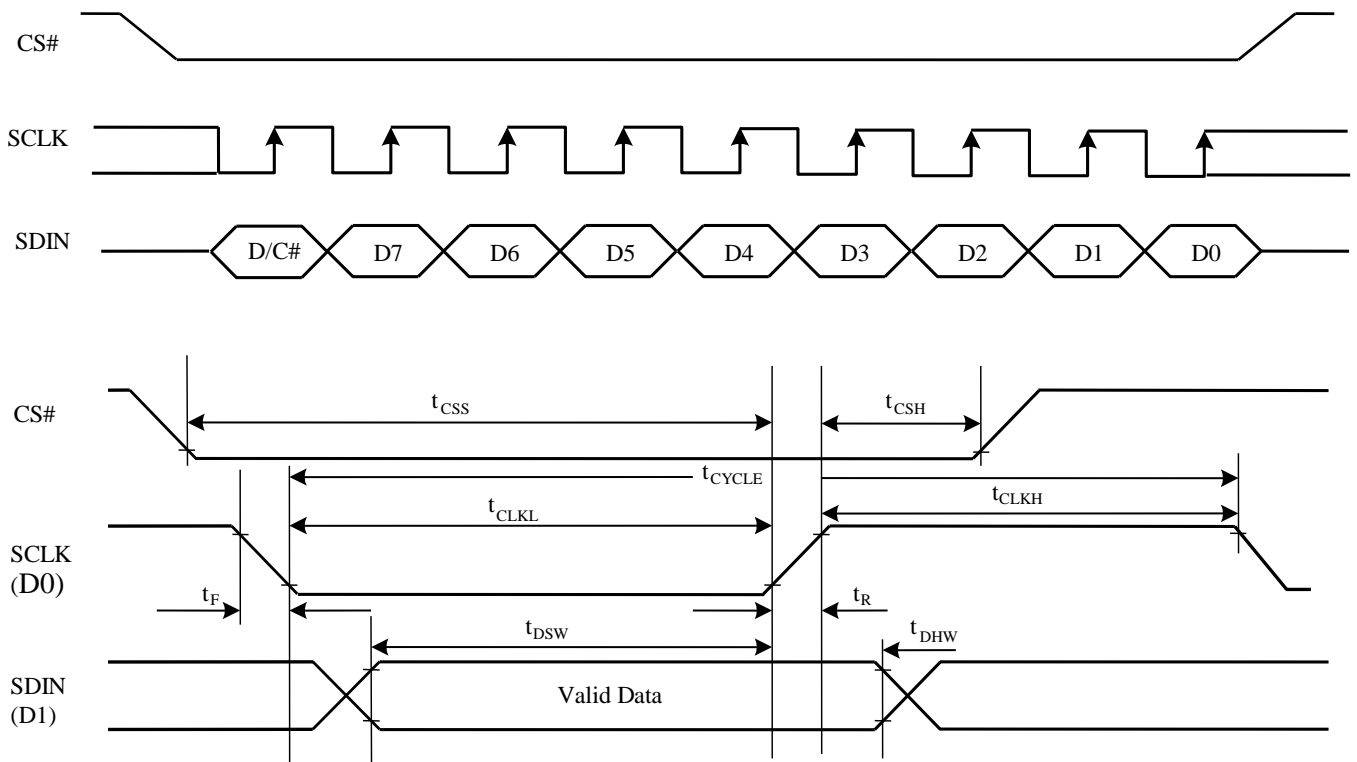 CS#
SCLK
SDIN
D/C# D7 D6 D5 D4 D3 D2 D1 D0
CS#
tCSS
tCSH
tCYCLE
tCLKL
tCLKH
SCLK
(D0)
tF
tR
tDSW
tDHW
SDIN
(D1)
Valid Data